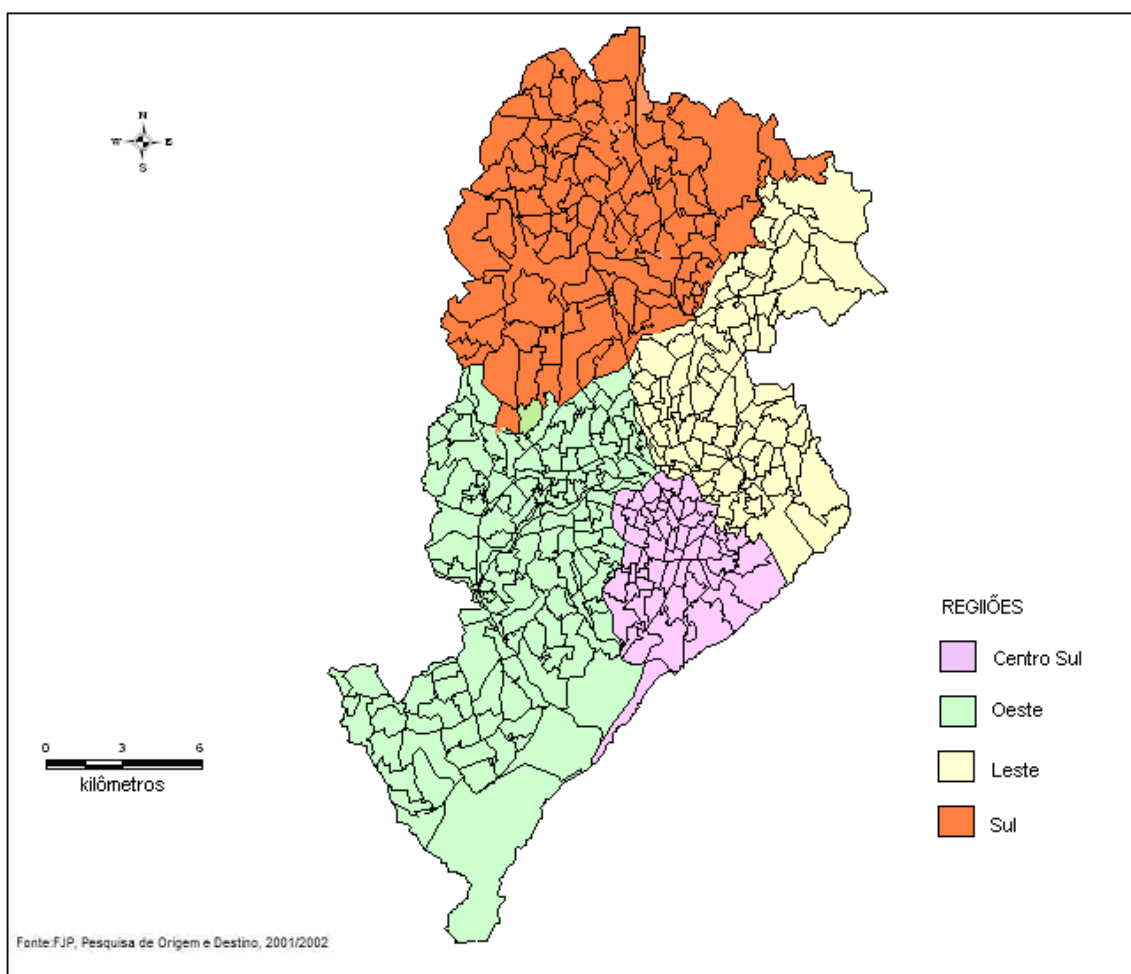 N
W E
S
REGIIÕES
Centro Sul
Oeste
Leste
Sul
0 3 6
kilômetros
Fonte:FJP, Pesquisa de Origem e Destino, 2001/2002